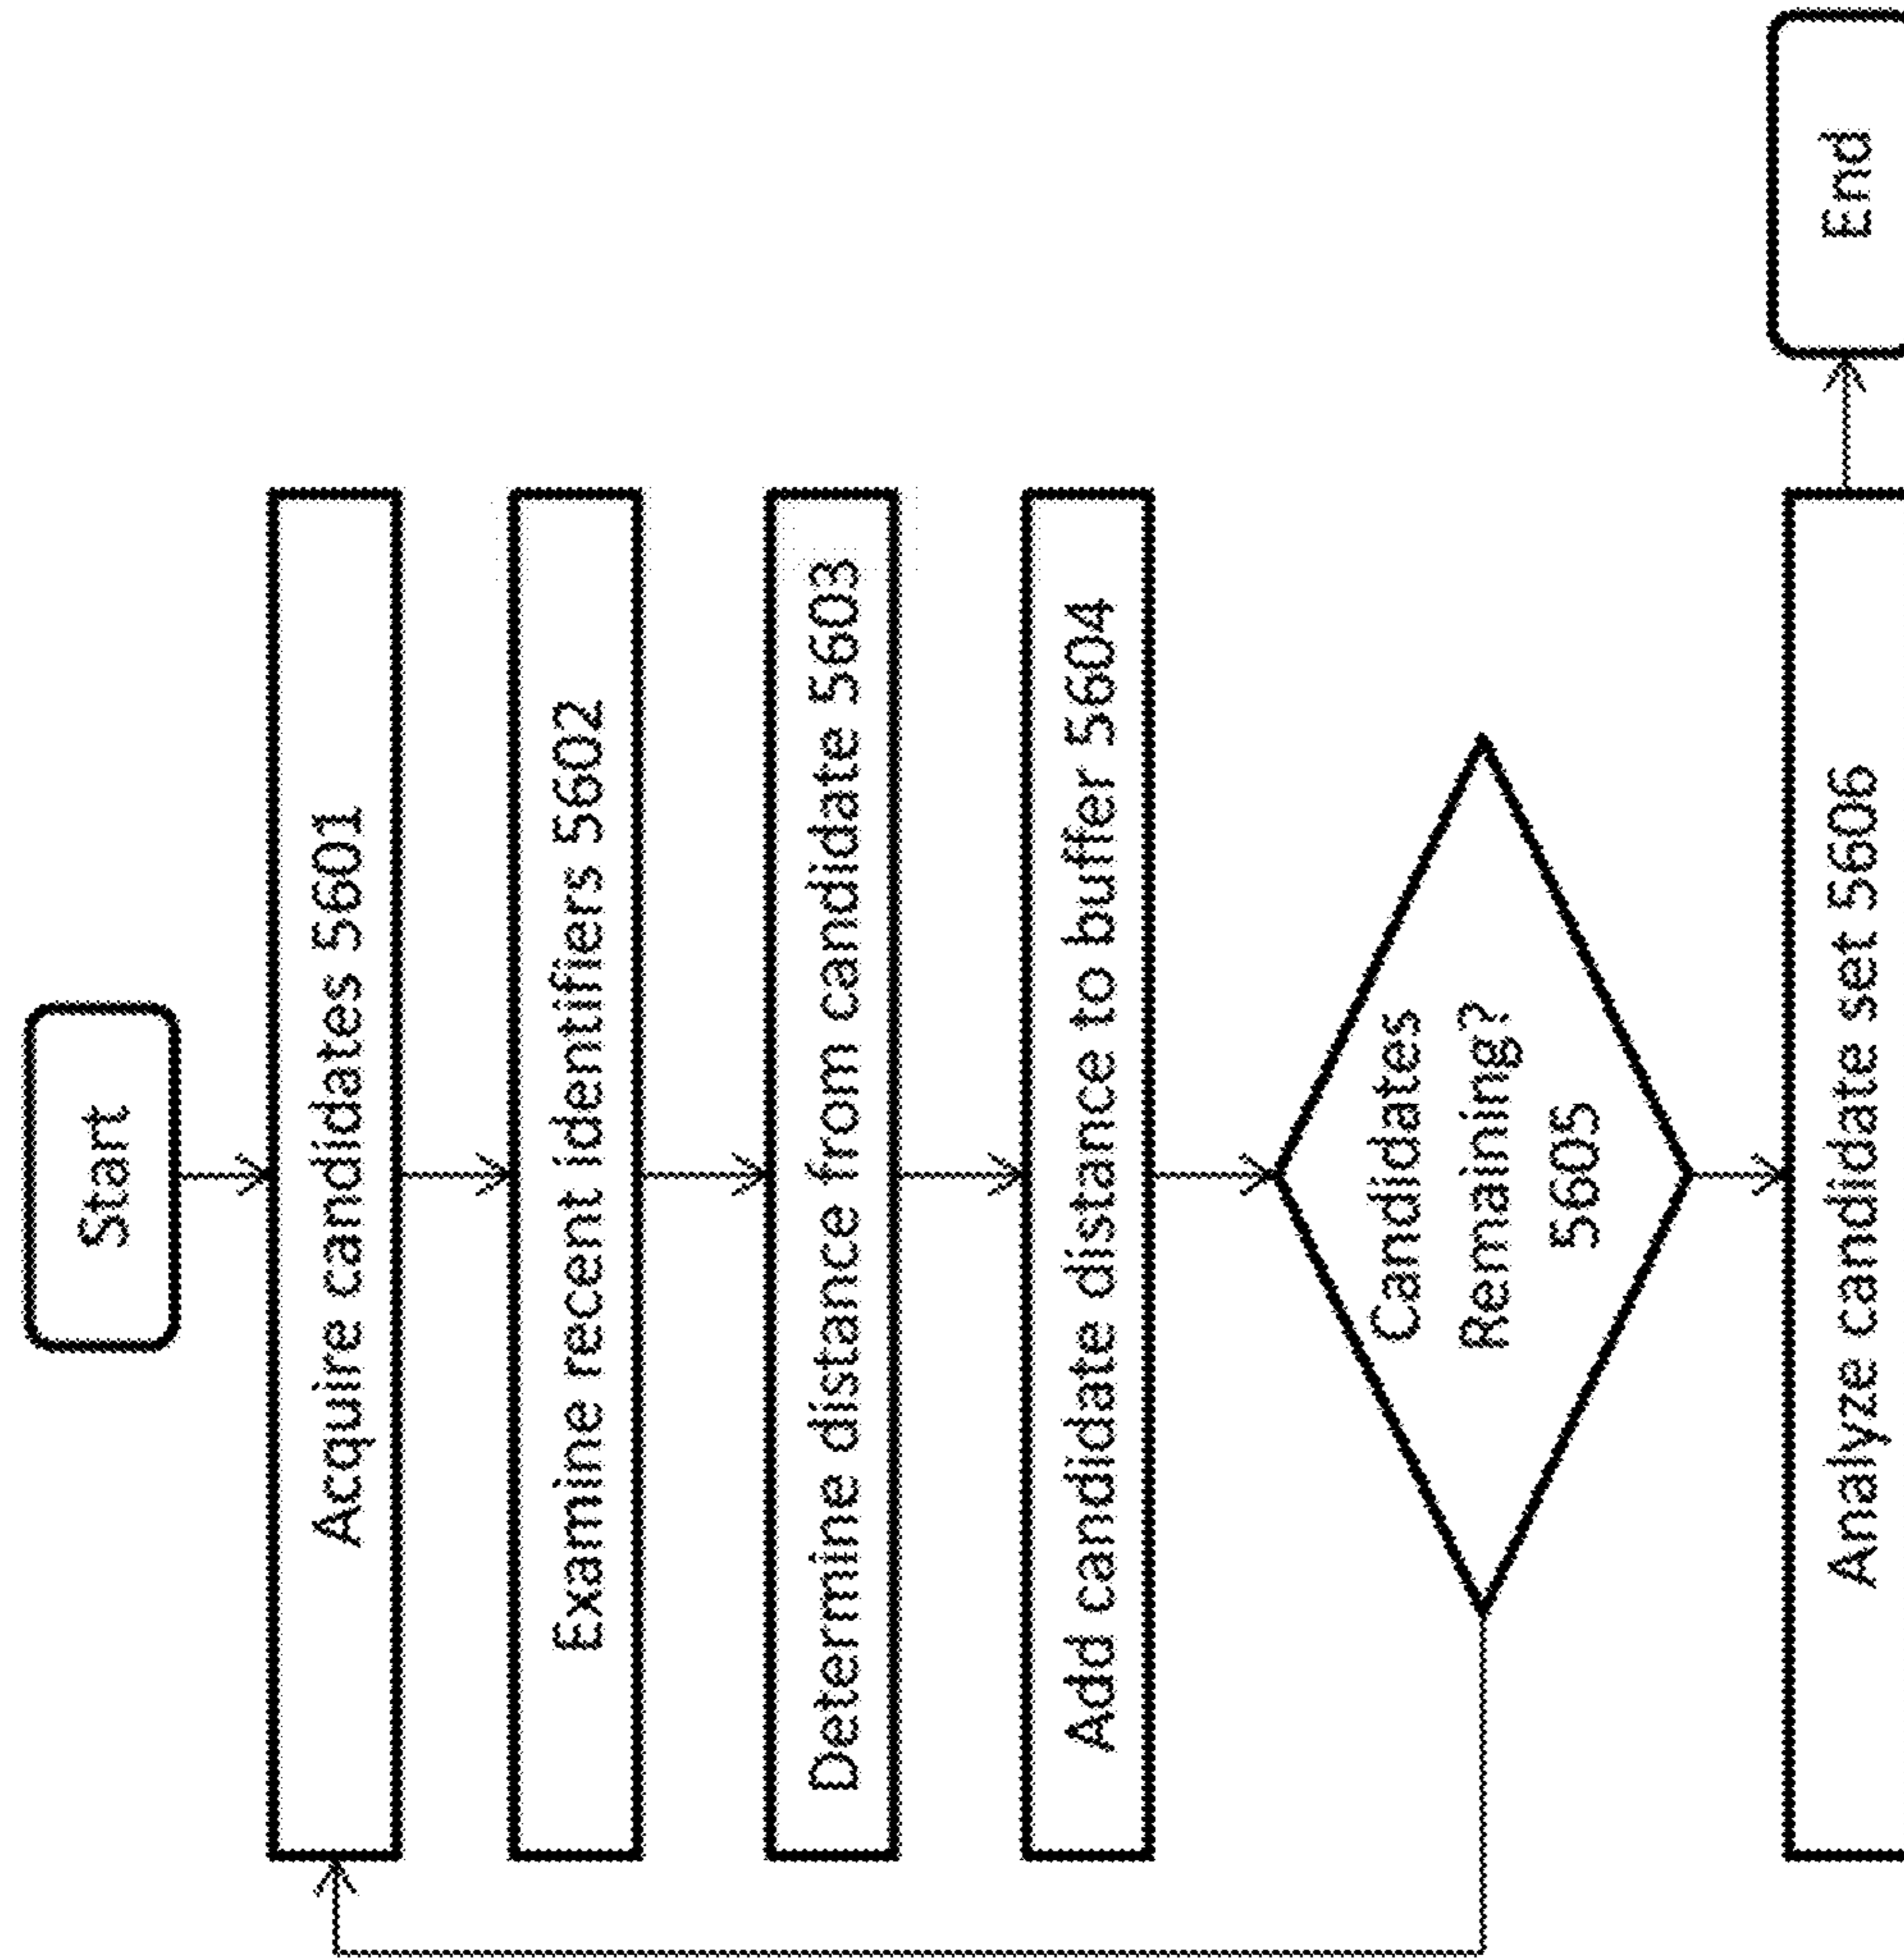 Start
Acquire candidates 5601
Examine recent identifiers 5602
Determine distance from candidate 5603
Add candidate distance to buffer 5604
Candidates
Remaining?
5605
Analyze candidate set 5606
End